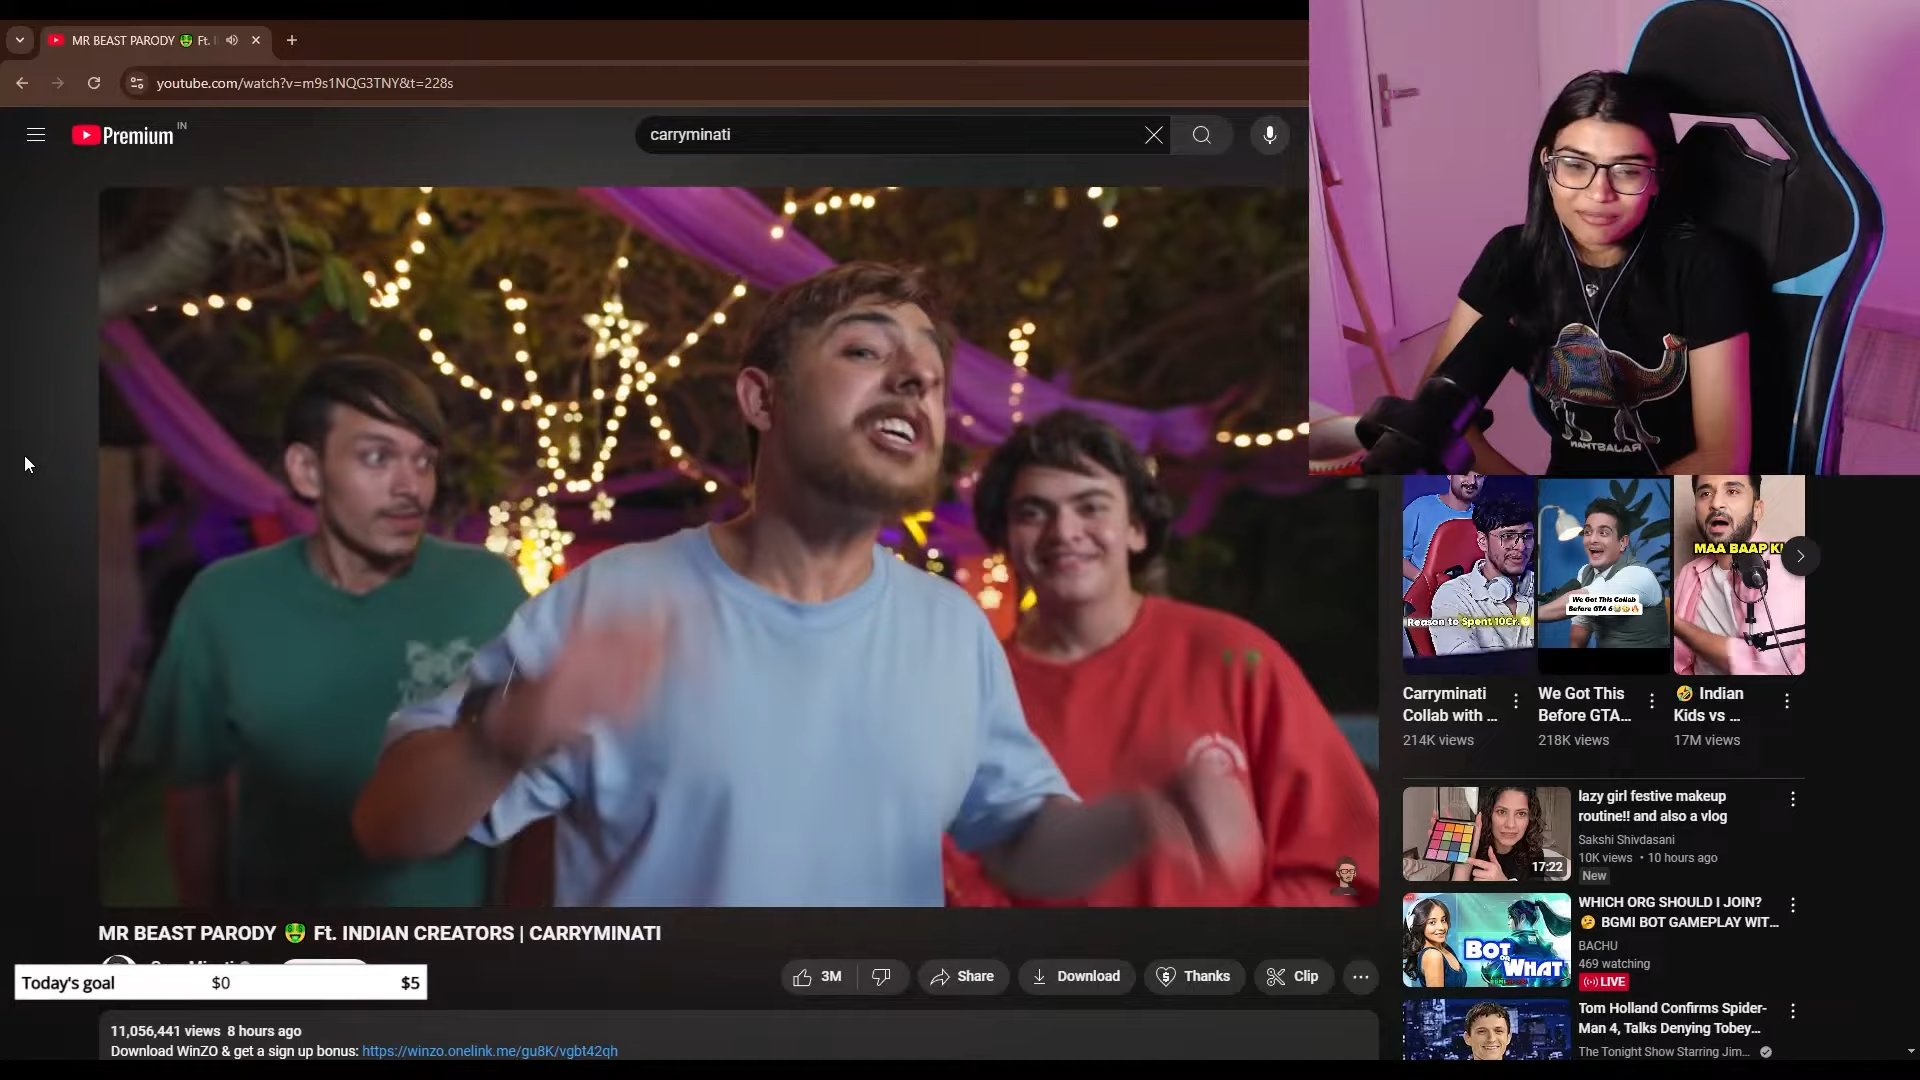 MR BEAST PARODY 🤑 Ft. I
youtube.com/watch?v=m9s1NQG3TNY&t=228s
Premium IN
carryminati
RAJASTHAN
Reason to Spent 10Cr.
We Got This Collab
Before GTA 6
MAA BAAP KI
Carryminati
Collab with ...
214K views
We Got This
Before GTA...
218K views
🤣 Indian
Kids vs ...
17M views
lazy girl festive makeup
routine!! and also a vlog
Sakshi Shivdasani
10K views • 10 hours ago
New
17:22
WHICH ORG SHOULD I JOIN?
🤔 BGMI BOT GAMEPLAY WIT...
BACHU
469 watching
LIVE
BOT
OR
WHAT
Tom Holland Confirms Spider-
Man 4, Talks Denying Tobey...
The Tonight Show Starring Jim...
MR BEAST PARODY 🤑 Ft. INDIAN CREATORS | CARRYMINATI
Today's goal $0 $5
3M
Share
Download
Thanks
Clip
11,056,441 views 8 hours ago
Download WinZO & get a sign up bonus: https://winzo.onelink.me/gu8K/vgbt42qh